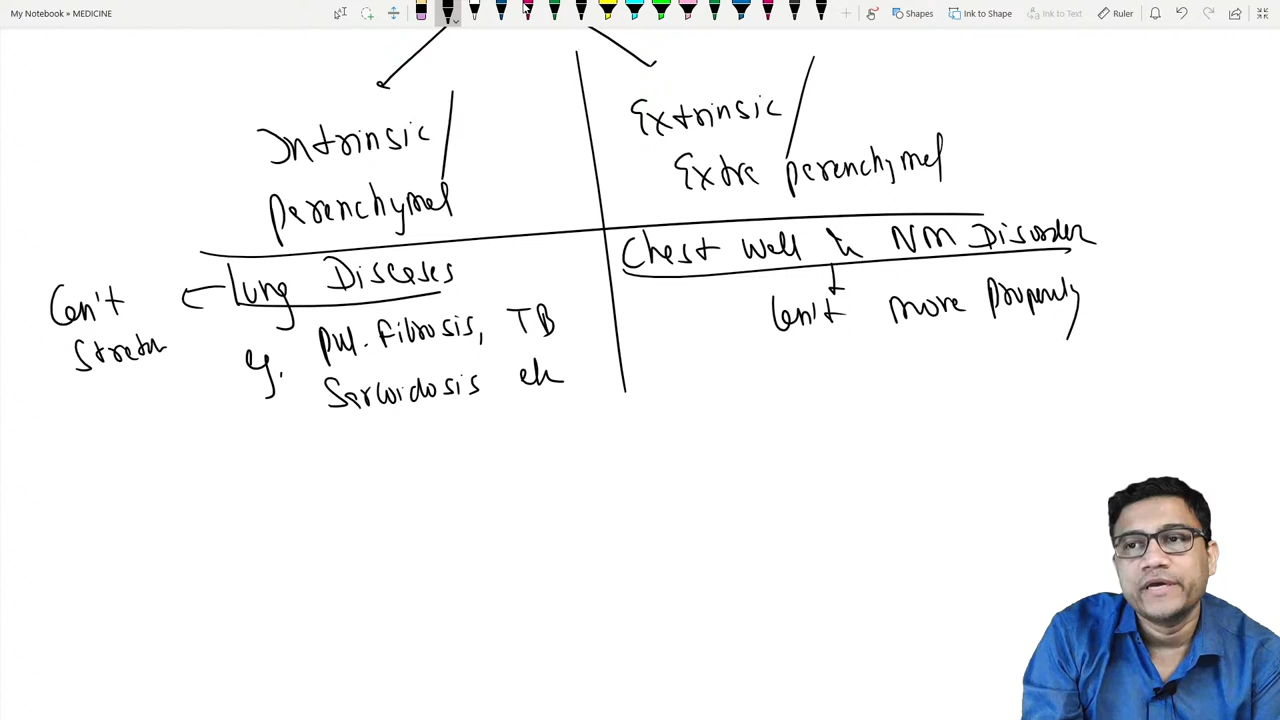 My Notebook » MEDICINE
Shapes
Ink to Shape
Ink to Text
Ruler
Intrinsic /
parenchymal
Extrinsic /
Extra parenchymal
Lung Diseases
Can't
Stretch
eg. pul. fibrosis, TB
Sarcoidosis etc
Chest wall & NM Disorder
Can't move properly